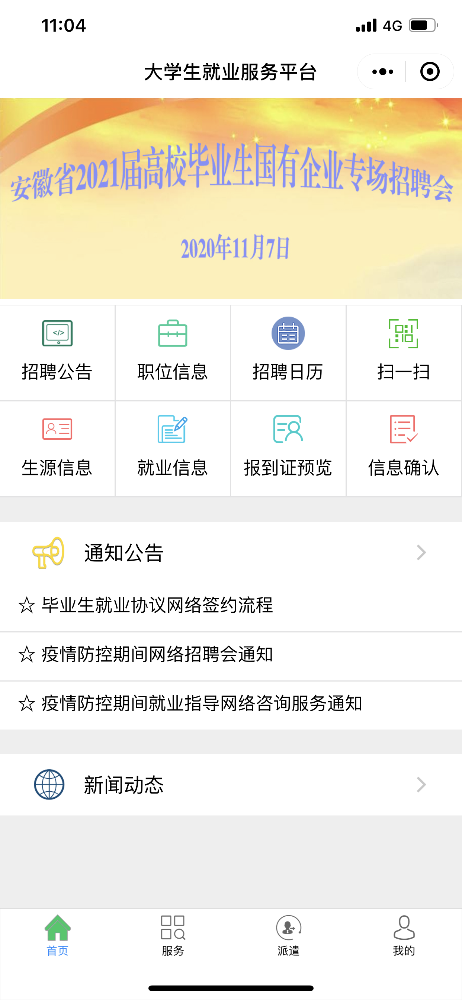 11:04
4G
大学生就业服务平台
安徽省2021届高校毕业生国有企业专场招聘会
2020年11月7日
</>
招聘公告 职位信息 招聘日历 扫一扫
生源信息 就业信息 报到证预览 信息确认
通知公告
☆ 毕业生就业协议网络签约流程
☆ 疫情防控期间网络招聘会通知
☆ 疫情防控期间就业指导网络咨询服务通知
新闻动态
首页 服务 派遣 我的